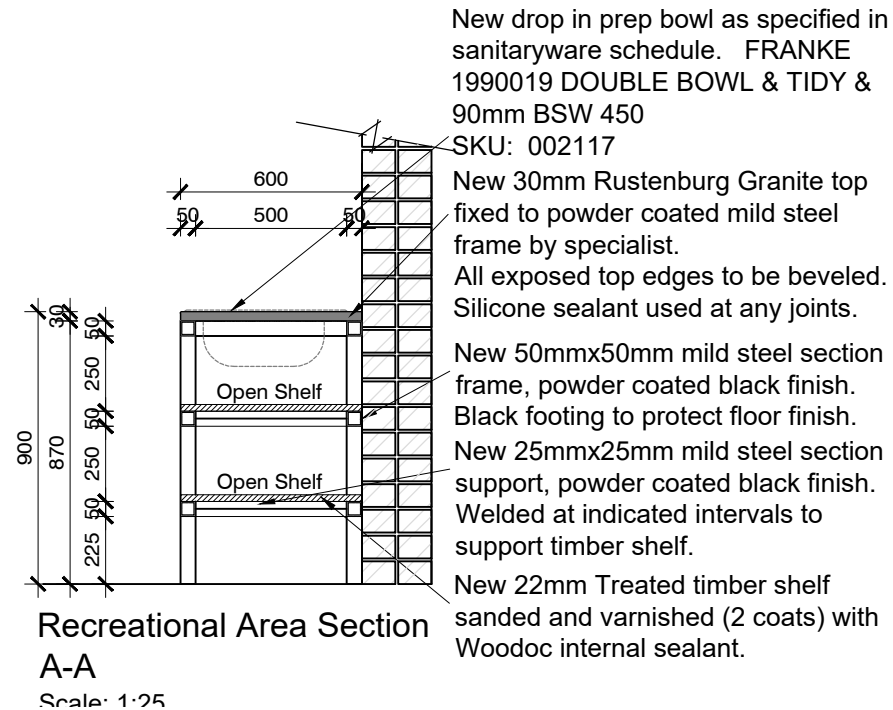 New drop in prep bowl as specified in
sanitaryware schedule.   FRANKE
1990019 DOUBLE BOWL & TIDY &
90mm BSW 450
SKU:  002117
New 30mm Rustenburg Granite top
fixed to powder coated mild steel
frame by specialist.
All exposed top edges to be beveled.
Silicone sealant used at any joints.
New 50mmx50mm mild steel section
frame, powder coated black finish.
Black footing to protect floor finish.
New 25mmx25mm mild steel section
support, powder coated black finish.
Welded at indicated intervals to
support timber shelf.
New 22mm Treated timber shelf
sanded and varnished (2 coats) with
Woodoc internal sealant.
600
50 500 50
30
50
250
50
250
50
225
870
900
Open Shelf
Open Shelf
Recreational Area Section
A-A
Scale: 1:25